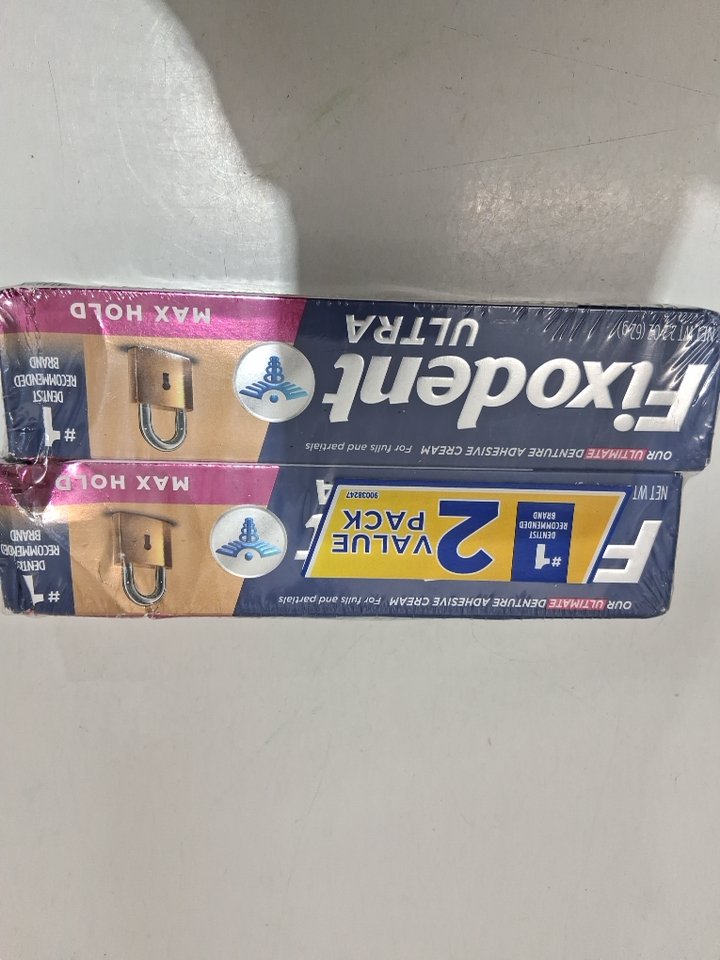 OUR ULTIMATE DENTURE ADHESIVE CREAM For fulls and partials
F
#1
DENTIST
RECOMMENDED
BRAND
2 VALUE
PACK
90038247
NET WT
#1
DENTIST
RECOMMENDED
BRAND
MAX HOLD
OUR ULTIMATE DENTURE ADHESIVE CREAM For fulls and partials
Fixodent
ULTRA
NET WT 2.2 OZ (62 g)
#1
DENTIST
RECOMMENDED
BRAND
MAX HOLD